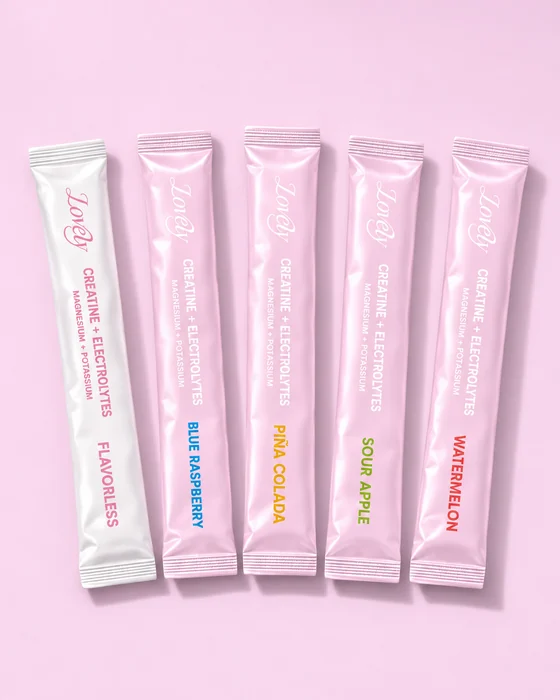 Lovely
CREATINE + ELECTROLYTES
MAGNESIUM + POTASSIUM
FLAVORLESS
Lovely
CREATINE + ELECTROLYTES
MAGNESIUM + POTASSIUM
BLUE RASPBERRY
Lovely
CREATINE + ELECTROLYTES
MAGNESIUM + POTASSIUM
PIÑA COLADA
Lovely
CREATINE + ELECTROLYTES
MAGNESIUM + POTASSIUM
SOUR APPLE
Lovely
CREATINE + ELECTROLYTES
MAGNESIUM + POTASSIUM
WATERMELON